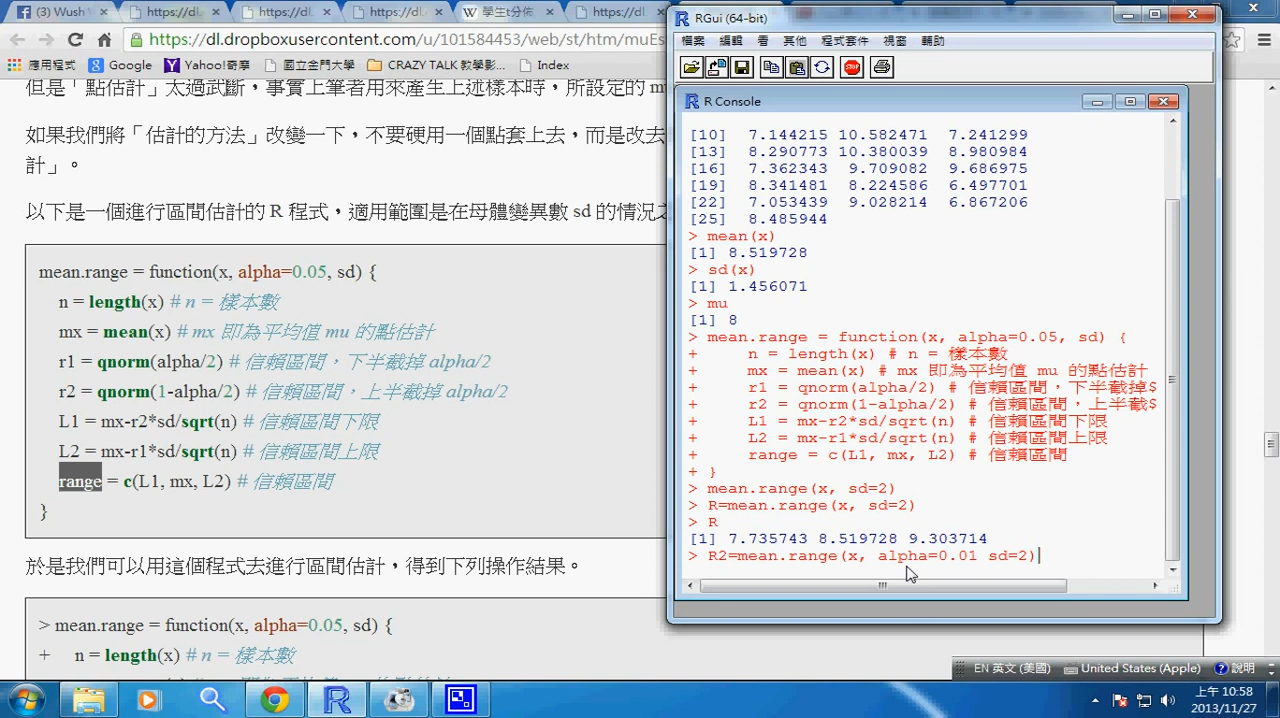 (3) Wush W
https://dl.
https://dl.
https://dl.
學生t分佈
https://dl.
https://dl.dropboxusercontent.com/u/101584453/web/st/htm/muEs
應用程式
Google
Yahoo!奇摩
國立金門大學
CRAZY TALK 教學影...
Index
但是「點估計」太過武斷，事實上筆者用來產生上述樣本時，所設定的 m
如果我們將「估計的方法」改變一下，不要硬用一個點套上去，而是改去
計」。
以下是一個進行區間估計的 R 程式，適用範圍是在母體變異數 sd 的情況之
mean.range = function(x, alpha=0.05, sd) {
n = length(x) # n = 樣本數
mx = mean(x) # mx 即為平均值 mu 的點估計
r1 = qnorm(alpha/2) # 信賴區間，下半截掉 alpha/2
r2 = qnorm(1-alpha/2) # 信賴區間，上半截掉 alpha/2
L1 = mx-r2*sd/sqrt(n) # 信賴區間下限
L2 = mx-r1*sd/sqrt(n) # 信賴區間上限
range = c(L1, mx, L2) # 信賴區間
}
於是我們可以用這個程式去進行區間估計，得到下列操作結果。
> mean.range = function(x, alpha=0.05, sd) {
+ n = length(x) # n = 樣本數
RGui (64-bit)
檔案 編輯 看 其他 程式套件 視窗 輔助
STOP
R Console
[10] 7.144215 10.582471 7.241299
[13] 8.290773 10.380039 8.980984
[16] 7.362343 9.709082 9.686975
[19] 8.341481 8.224586 6.497701
[22] 7.053439 9.028214 6.867206
[25] 8.485944
> mean(x)
[1] 8.519728
> sd(x)
[1] 1.456071
> mu
[1] 8
> mean.range = function(x, alpha=0.05, sd) {
+ n = length(x) # n = 樣本數
+ mx = mean(x) # mx 即為平均值 mu 的點估計
+ r1 = qnorm(alpha/2) # 信賴區間，下半截掉$
+ r2 = qnorm(1-alpha/2) # 信賴區間，上半截$
+ L1 = mx-r2*sd/sqrt(n) # 信賴區間下限
+ L2 = mx-r1*sd/sqrt(n) # 信賴區間上限
+ range = c(L1, mx, L2) # 信賴區間
+ }
> mean.range(x, sd=2)
> R=mean.range(x, sd=2)
> R
[1] 7.735743 8.519728 9.303714
> R2=mean.range(x, alpha=0.01 sd=2)
EN 英文 (美國) United States (Apple) 說明
上午 10:58
2013/11/27